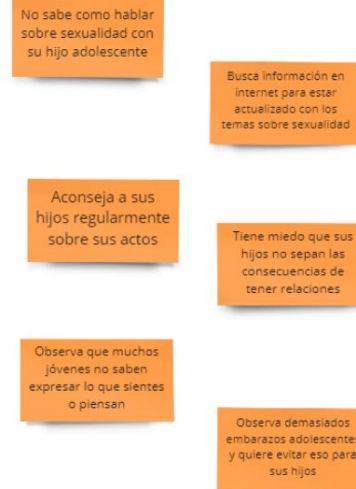 No sabe como hablar
sobre sexualidad con
su hijo adolescente
Busca información en
internet para estar
actualizado con los
temas sobre sexualidad
Aconseja a sus
hijos regularmente
sobre sus actos
Tiene miedo que sus
hijos no sepan las
consecuencias de
tener relaciones
Observa que muchos
jóvenes no saben
expresar lo que sientes
o piensan
Observa demasiados
embarazos adolescentes
y quiere evitar eso para
sus hijos